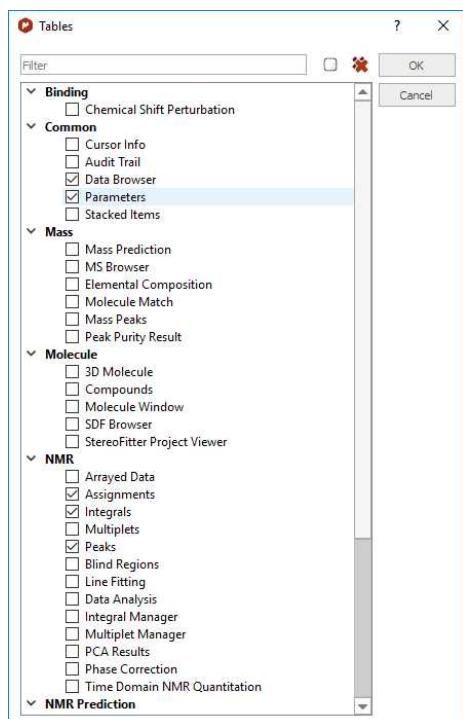 Tables
?
Filter
OK
Cancel
Binding
Chemical Shift Perturbation
Common
Cursor Info
Audit Trail
Data Browser
Parameters
Stacked Items
Mass
Mass Prediction
MS Browser
Elemental Composition
Molecule Match
Mass Peaks
Peak Purity Result
Molecule
3D Molecule
Compounds
Molecule Window
SDF Browser
StereoFitter Project Viewer
NMR
Arrayed Data
Assignments
Integrals
Multiplets
Peaks
Blind Regions
Line Fitting
Data Analysis
Integral Manager
Multiplet Manager
PCA Results
Phase Correction
Time Domain NMR Quantitation
NMR Prediction